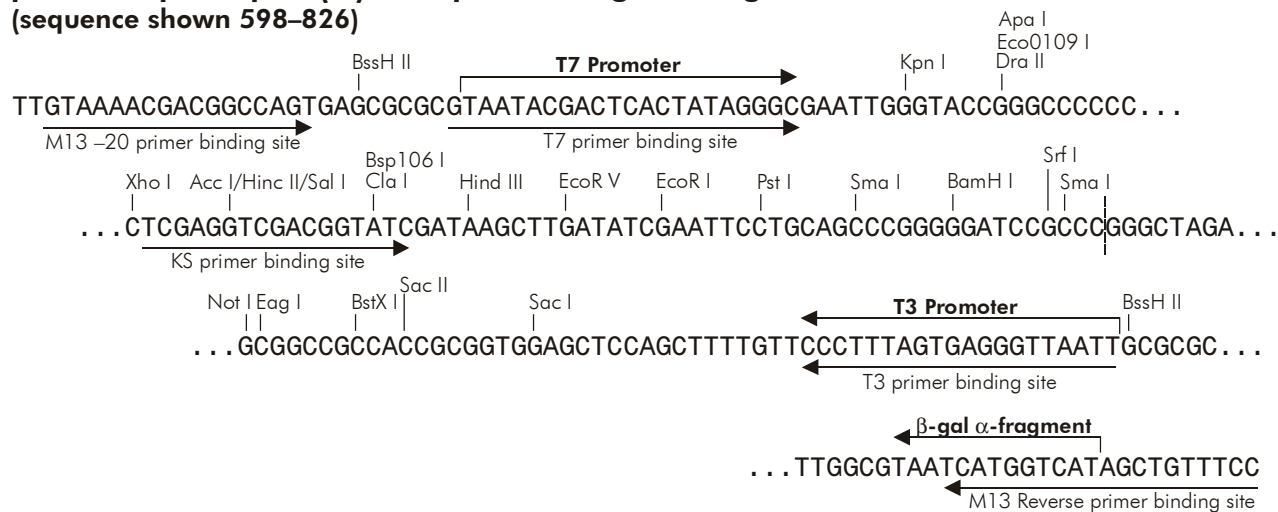 (sequence shown 598–826)
Apa I
Eco0109 I
BssH II T7 Promoter Kpn I Dra II
TTGTAAAACGACGGCCAGTGAGCGCGCGTAATACGACTCACTATAGGGCGAATTGGGTACCGGGCCCCCC...
M13 –20 primer binding site T7 primer binding site
Bsp106 I Srf I
Xho I Acc I/Hinc II/Sal I Cla I Hind III EcoR V EcoR I Pst I Sma I BamH I Sma I
...CTCGAGGTCGACGGTATCGATAAGCTTGATATCGAATTCCTGCAGCCCGGGGGATCCGCCCGGGCTAGA...
KS primer binding site
Not I Eag I BstX I Sac II Sac I T3 Promoter BssH II
...GCGGCCGCCACCGCGGTGGAGCTCCAGCTTTTGTTCCCTTTAGTGAGGGTTAATTGCGCGC...
T3 primer binding site
β-gal α-fragment
...TTGGCGTAATCATGGTCATAGCTGTTTCC
M13 Reverse primer binding site